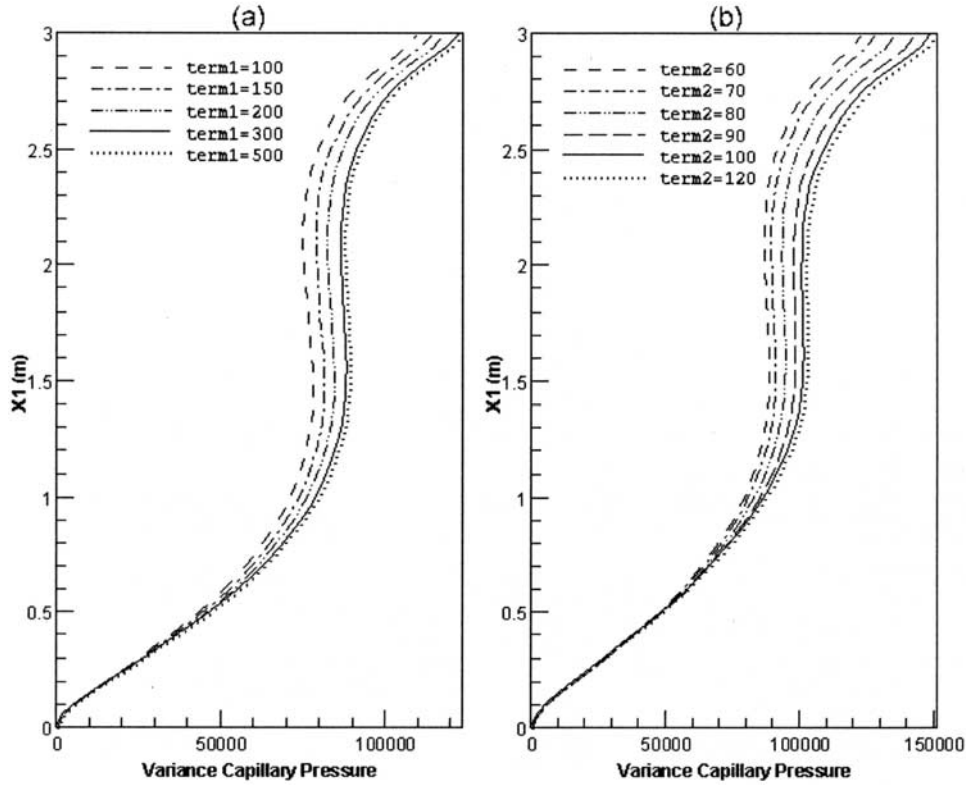 (a)
3
term1=100
term1=150
term1=200
term1=300
term1=500
2.5
2
X1 (m)
1.5
1
0.5
0
0
50000
100000
Variance Capillary Pressure
(b)
3
term2=60
term2=70
term2=80
term2=90
term2=100
term2=120
2.5
2
X1 (m)
1.5
1
0.5
0
0
50000
100000
150000
Variance Capillary Pressure